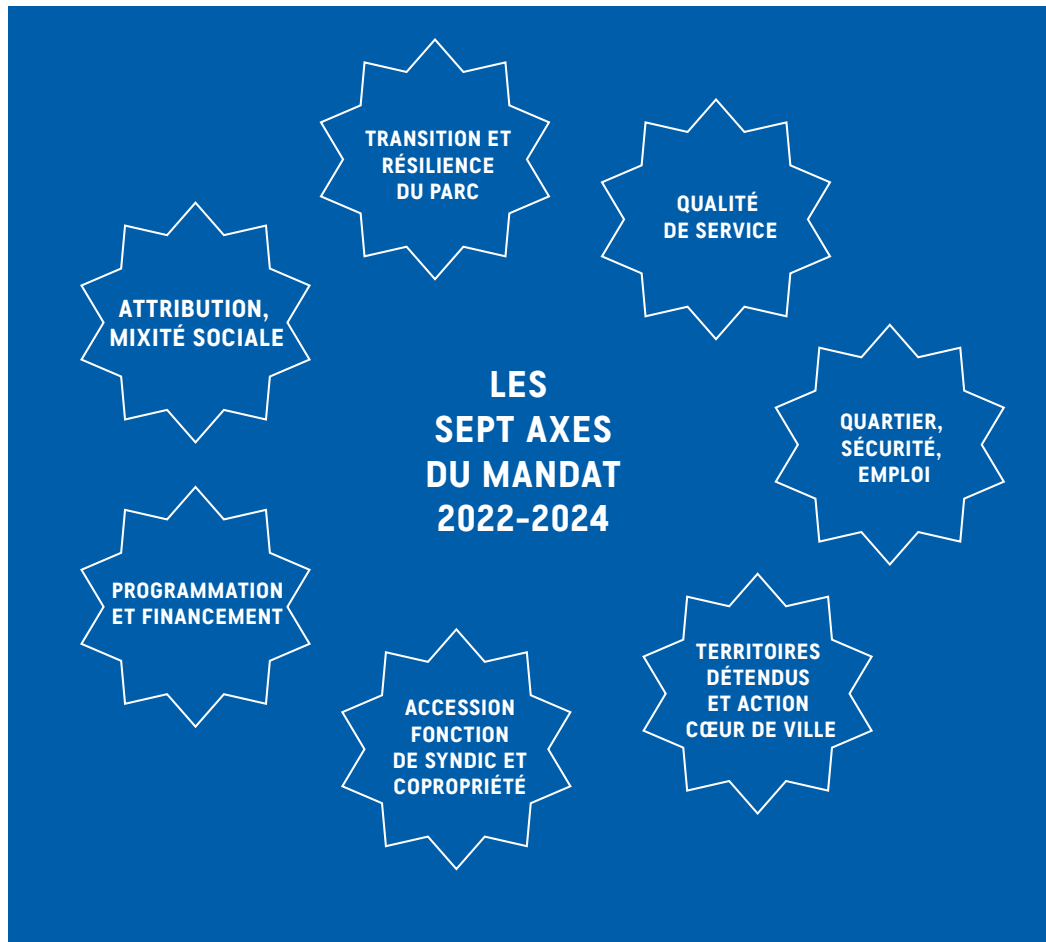 LES
SEPT AXES
DU MANDAT
2022-2024
TRANSITION ET
RÉSILIENCE
DU PARC
QUALITÉ
DE SERVICE
QUARTIER,
SÉCURITÉ,
EMPLOI
TERRITOIRES
DÉTENDUS
ET ACTION
CŒUR DE VILLE
ACCESSION
FONCTION
DE SYNDIC ET
COPROPRIÉTÉ
PROGRAMMATION
ET FINANCEMENT
ATTRIBUTION,
MIXITÉ SOCIALE